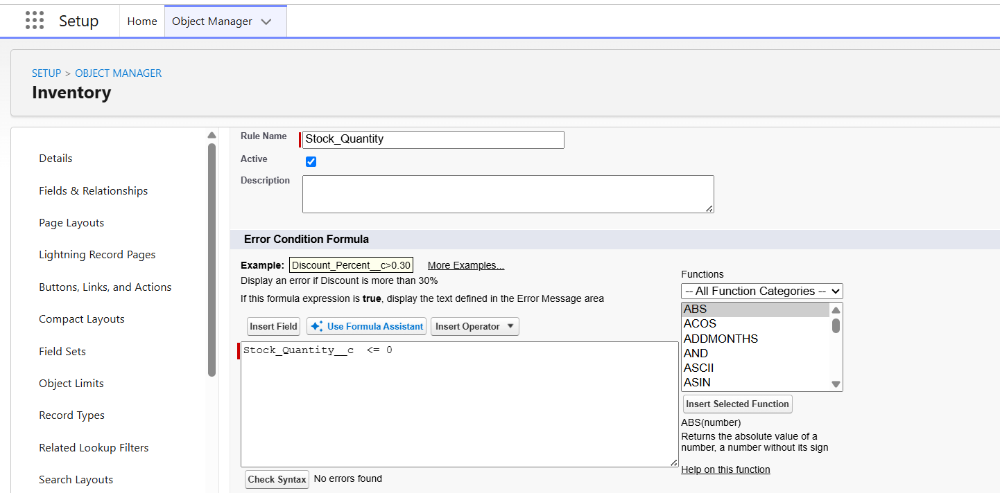 Setup Home Object Manager
SETUP > OBJECT MANAGER
Inventory
Details
Fields & Relationships
Page Layouts
Lightning Record Pages
Buttons, Links, and Actions
Compact Layouts
Field Sets
Object Limits
Record Types
Related Lookup Filters
Search Layouts
Rule Name Stock_Quantity
Active
Description
Error Condition Formula
Example: Discount_Percent__c>0.30 More Examples...
Display an error if Discount is more than 30%
If this formula expression is true, display the text defined in the Error Message area
Insert Field Use Formula Assistant Insert Operator
Stock_Quantity__c  <= 0
Check Syntax No errors found
Functions
-- All Function Categories --
ABS
ACOS
ADDMONTHS
AND
ASCII
ASIN
Insert Selected Function
ABS(number)
Returns the absolute value of a
number, a number without its sign
Help on this function